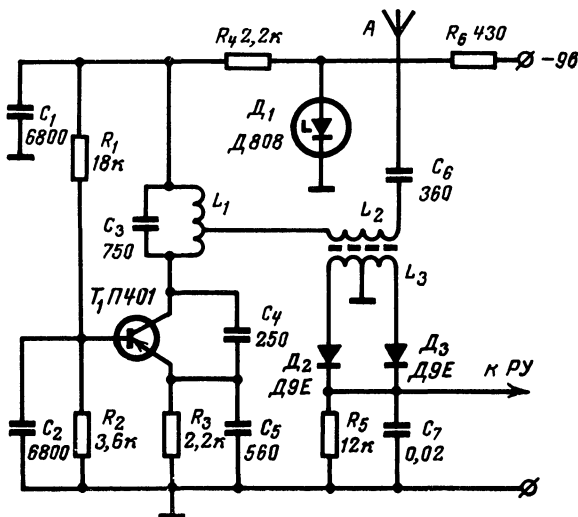 R4 2,2к
A
R6 430
-9в
C1
6800
R1
18к
Д1
Д808
C6
360
L1
L2
C3
750
L3
T1 П401
C4
250
Д2
Д9Е
Д3
Д9Е
к РУ
C2
6800
R2
3,6к
R3
2,2к
C5
560
R5
12к
C7
0,02